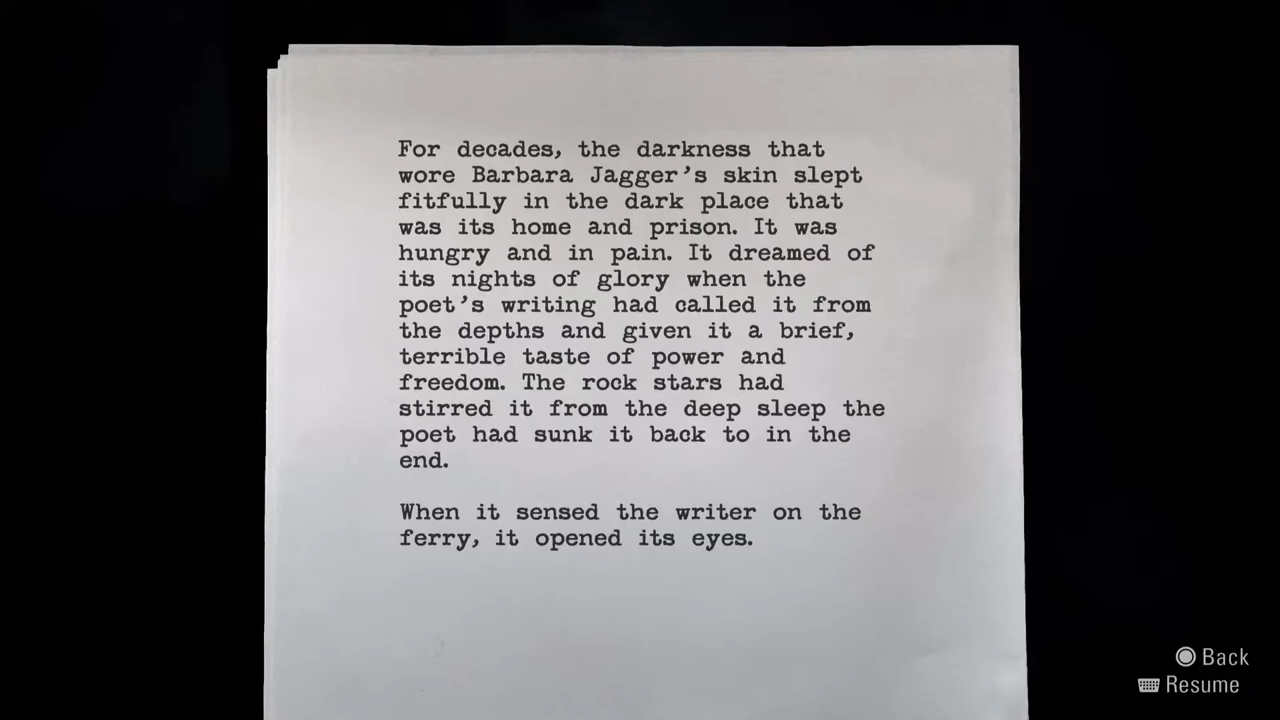 For decades, the darkness that
wore Barbara Jagger's skin slept
fitfully in the dark place that
was its home and prison. It was
hungry and in pain. It dreamed of
its nights of glory when the
poet's writing had called it from
the depths and given it a brief,
terrible taste of power and
freedom. The rock stars had
stirred it from the deep sleep the
poet had sunk it back to in the
end.
When it sensed the writer on the
ferry, it opened its eyes.
Back
Resume